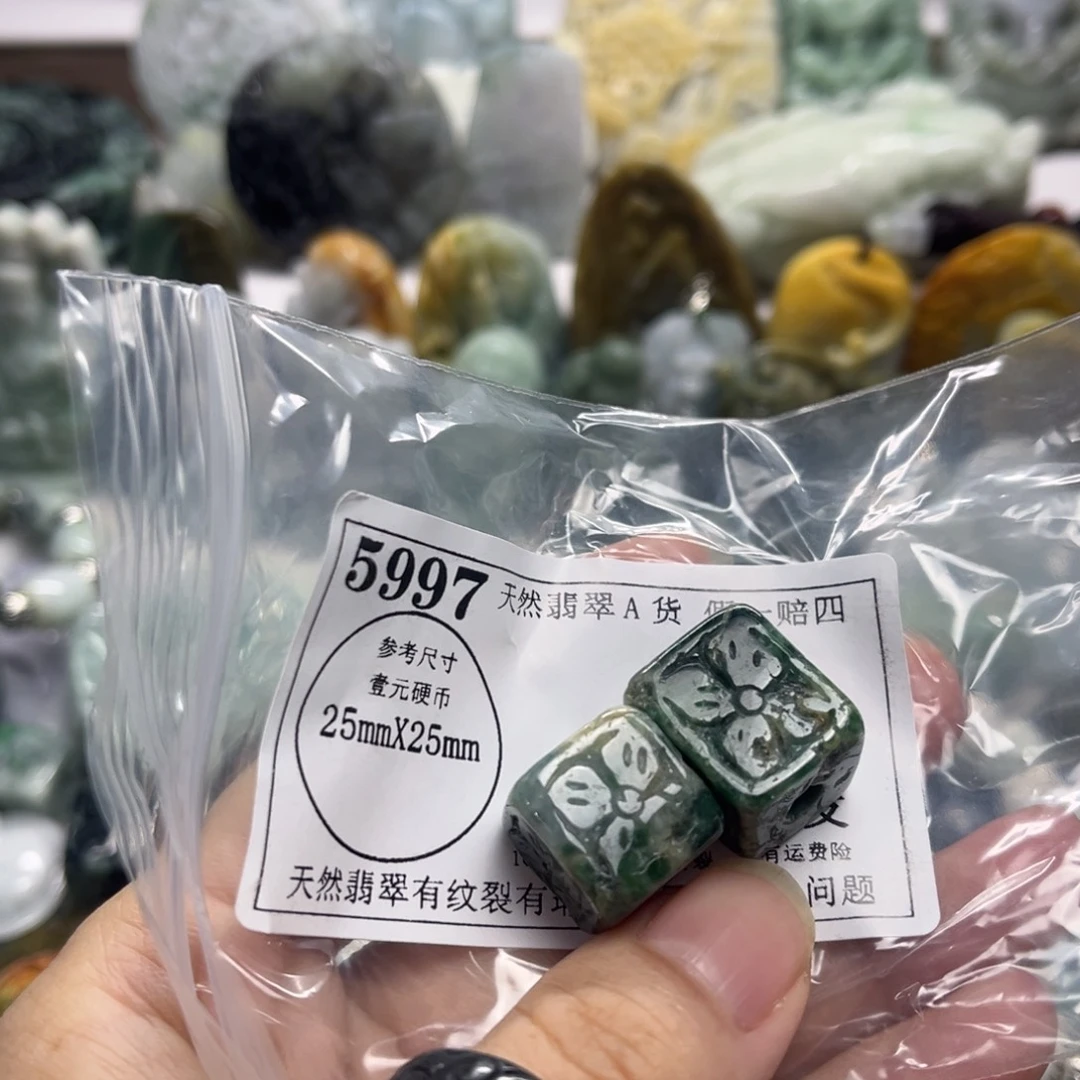 5997 天然翡翠A货 假一赔四
参考尺寸
壹元硬币
25mmX25mm
有运费险
天然翡翠有纹裂有 问题